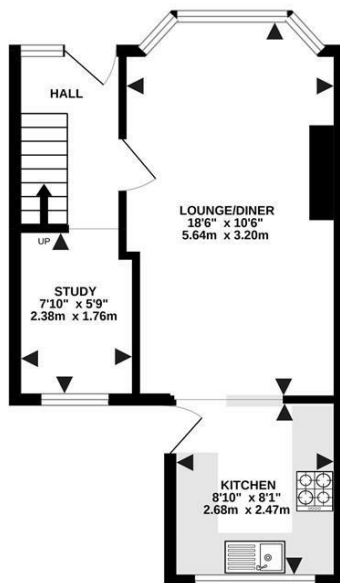 HALL
LOUNGE/DINER
18'6" x 10'6"
5.64m x 3.20m
UP
STUDY
7'10" x 5'9"
2.38m x 1.76m
KITCHEN
8'10" x 8'1"
2.68m x 2.47m